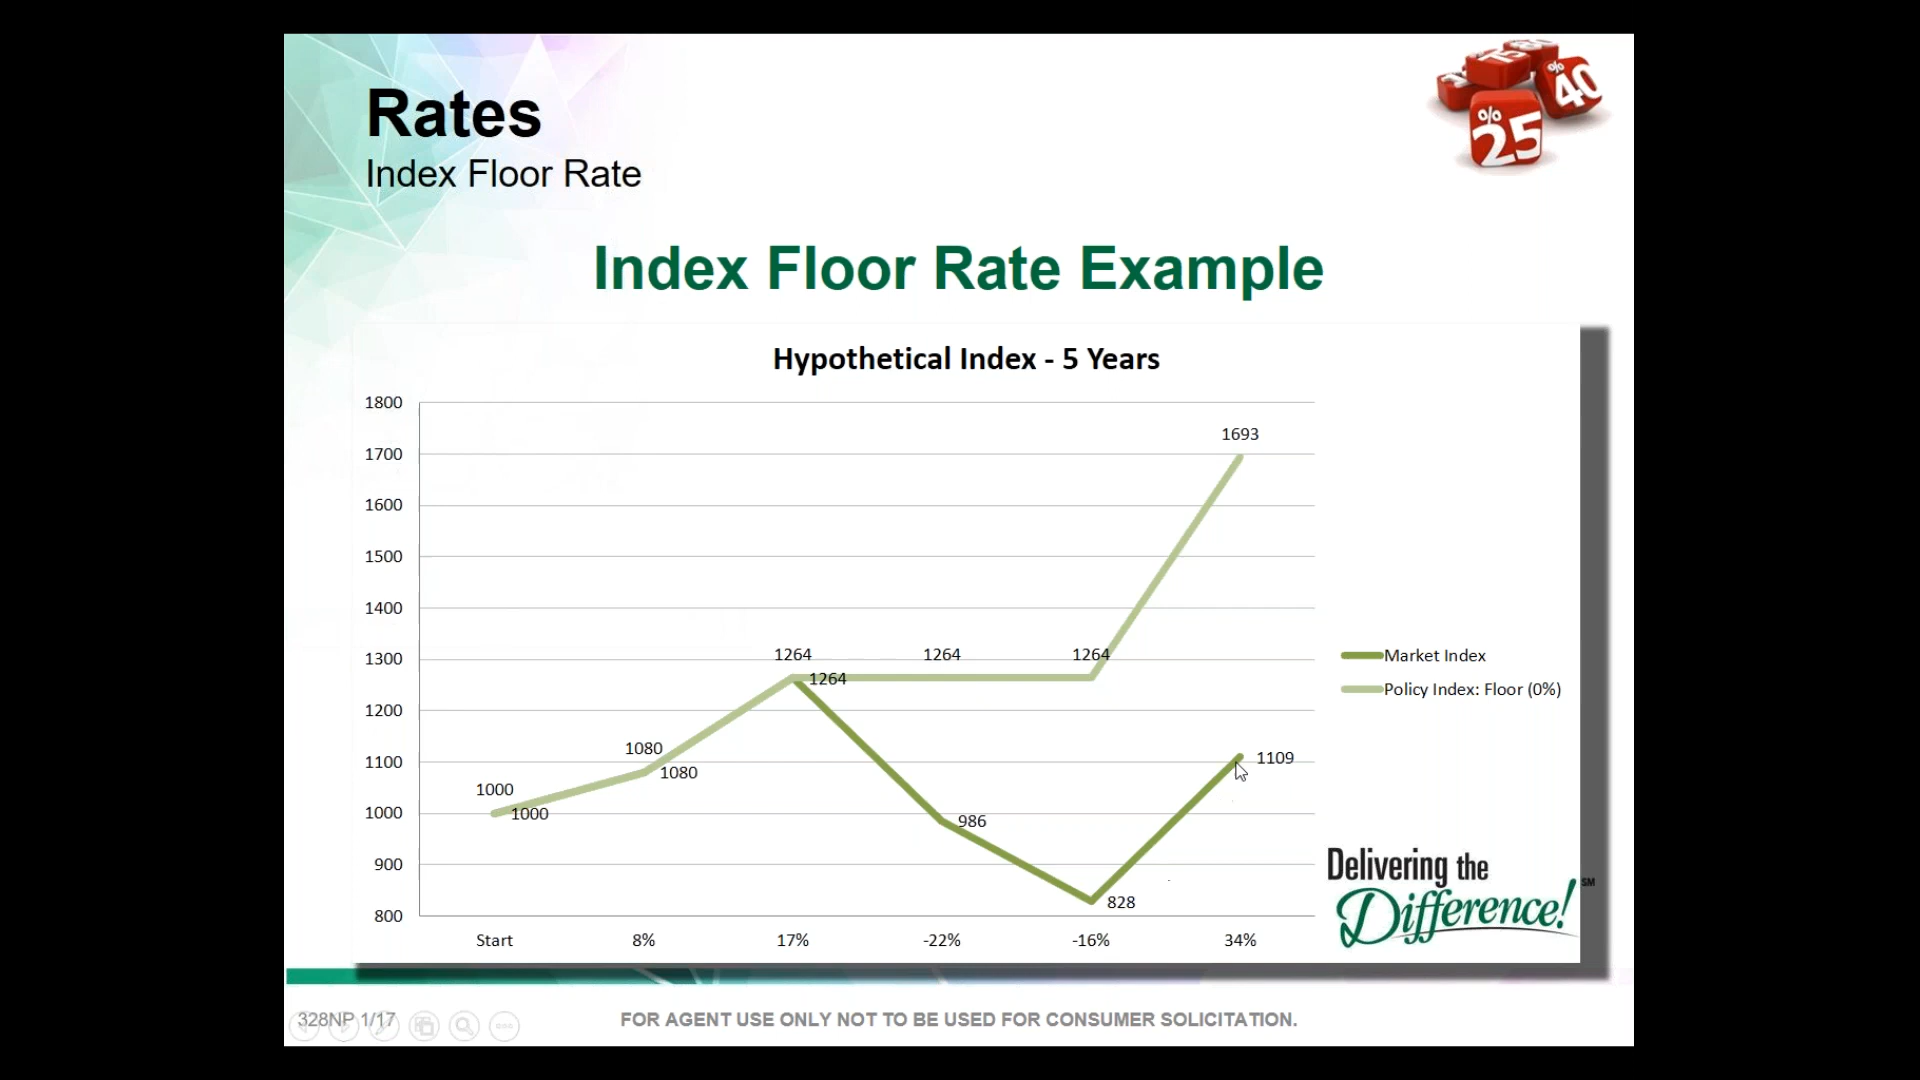 Rates
Index Floor Rate
% 25
% 40
15
Index Floor Rate Example
Hypothetical Index - 5 Years
1800
1700
1600
1500
1400
1300
1200
1100
1000
900
800
1693
1264
1264
1264
1264
1080
1080
1000
1000
986
828
1109
Market Index
Policy Index: Floor (0%)
Start
8%
17%
-22%
-16%
34%
Delivering the
Difference! SM
328NP 1/17
FOR AGENT USE ONLY NOT TO BE USED FOR CONSUMER SOLICITATION.